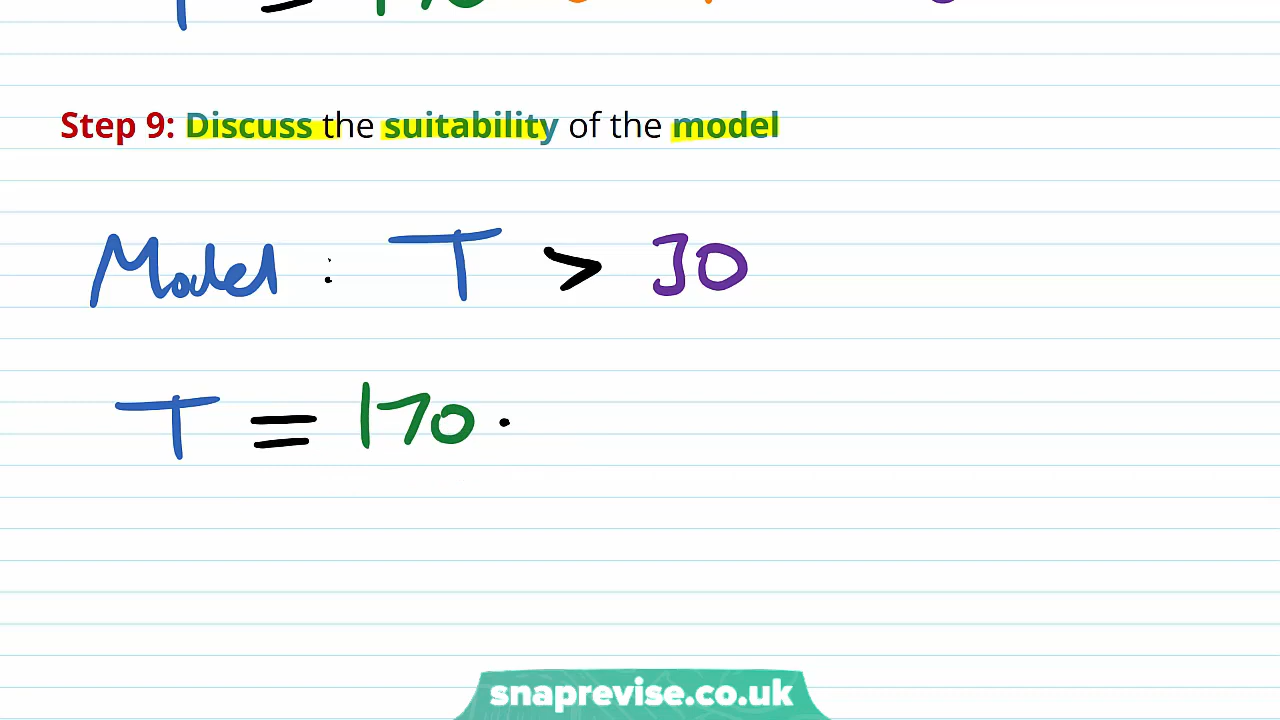 Step 9: Discuss the suitability of the model
Model : T > 30
T = 170 .
snaprevise.co.uk